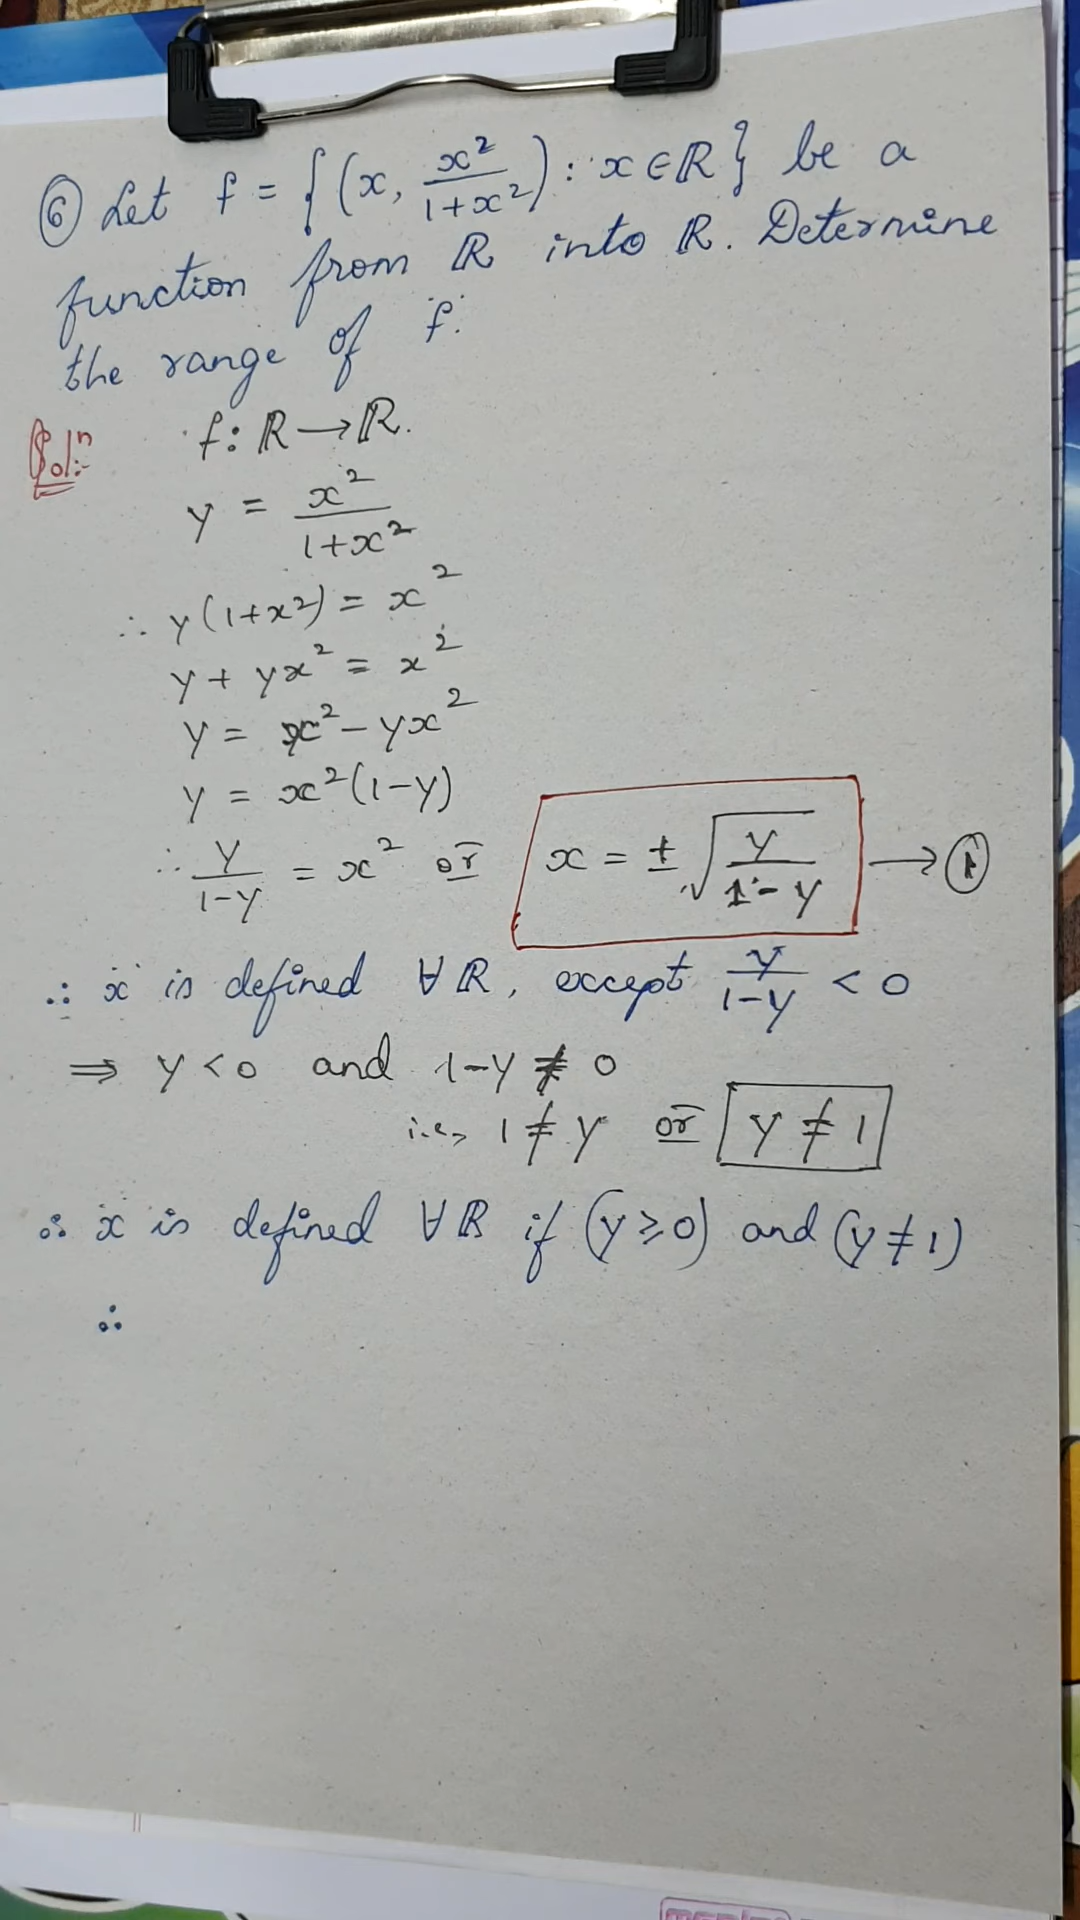 ⑥ Let f = { (x, x²/(1+x²)) : x ∈ ℝ } be a
function from ℝ into ℝ. Determine
the range of f.
Solⁿ:- f: ℝ → ℝ.
y = x²/(1+x²)
∴ y(1+x²) = x²
y + yx² = x²
y = x² - yx²
y = x²(1-y)
∴ y/(1-y) = x² or x = ± √(y/(1-y)) → ①
∴ x is defined ∀ ℝ, except y/(1-y) < 0
⇒ y < 0 and 1-y ≠ 0
i.e., 1 ≠ y or y ≠ 1
∴ x is defined ∀ ℝ if (y ≥ 0) and (y ≠ 1)
∴